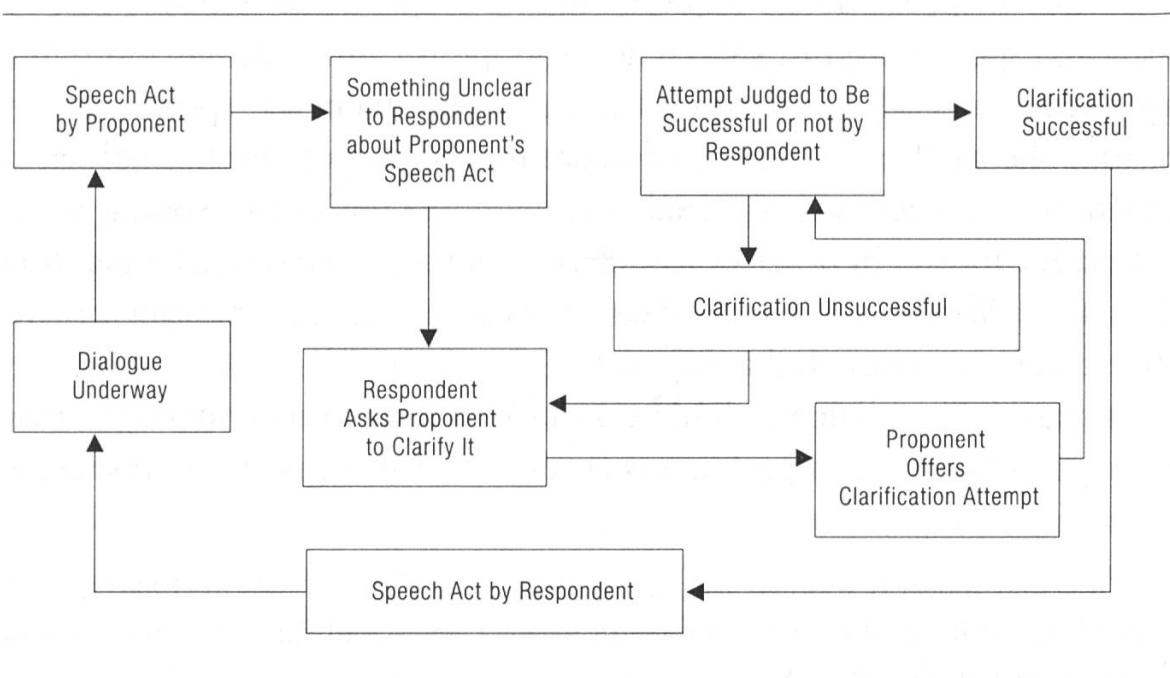 Speech Act
by Proponent
Something Unclear
to Respondent
about Proponent's
Speech Act
Attempt Judged to Be
Successful or not by
Respondent
Clarification
Successful
Clarification Unsuccessful
Dialogue
Underway
Respondent
Asks Proponent
to Clarify It
Proponent
Offers
Clarification Attempt
Speech Act by Respondent